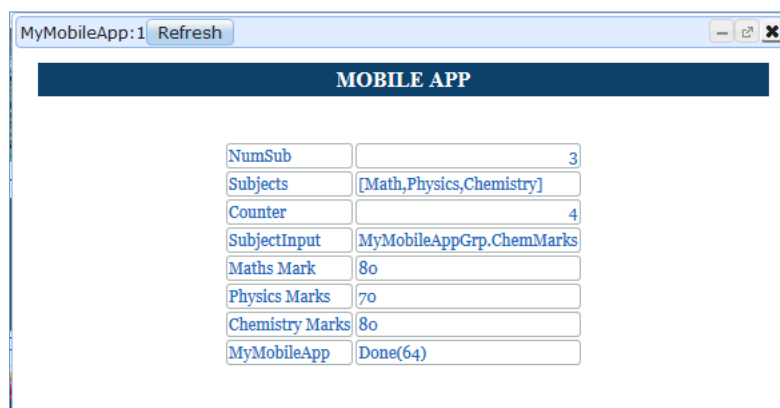 MyMobileApp:1 Refresh
MOBILE APP
NumSub 3
Subjects [Math,Physics,Chemistry]
Counter 4
SubjectInput MyMobileAppGrp.ChemMarks
Maths Mark 80
Physics Marks 70
Chemistry Marks 80
MyMobileApp Done(64)